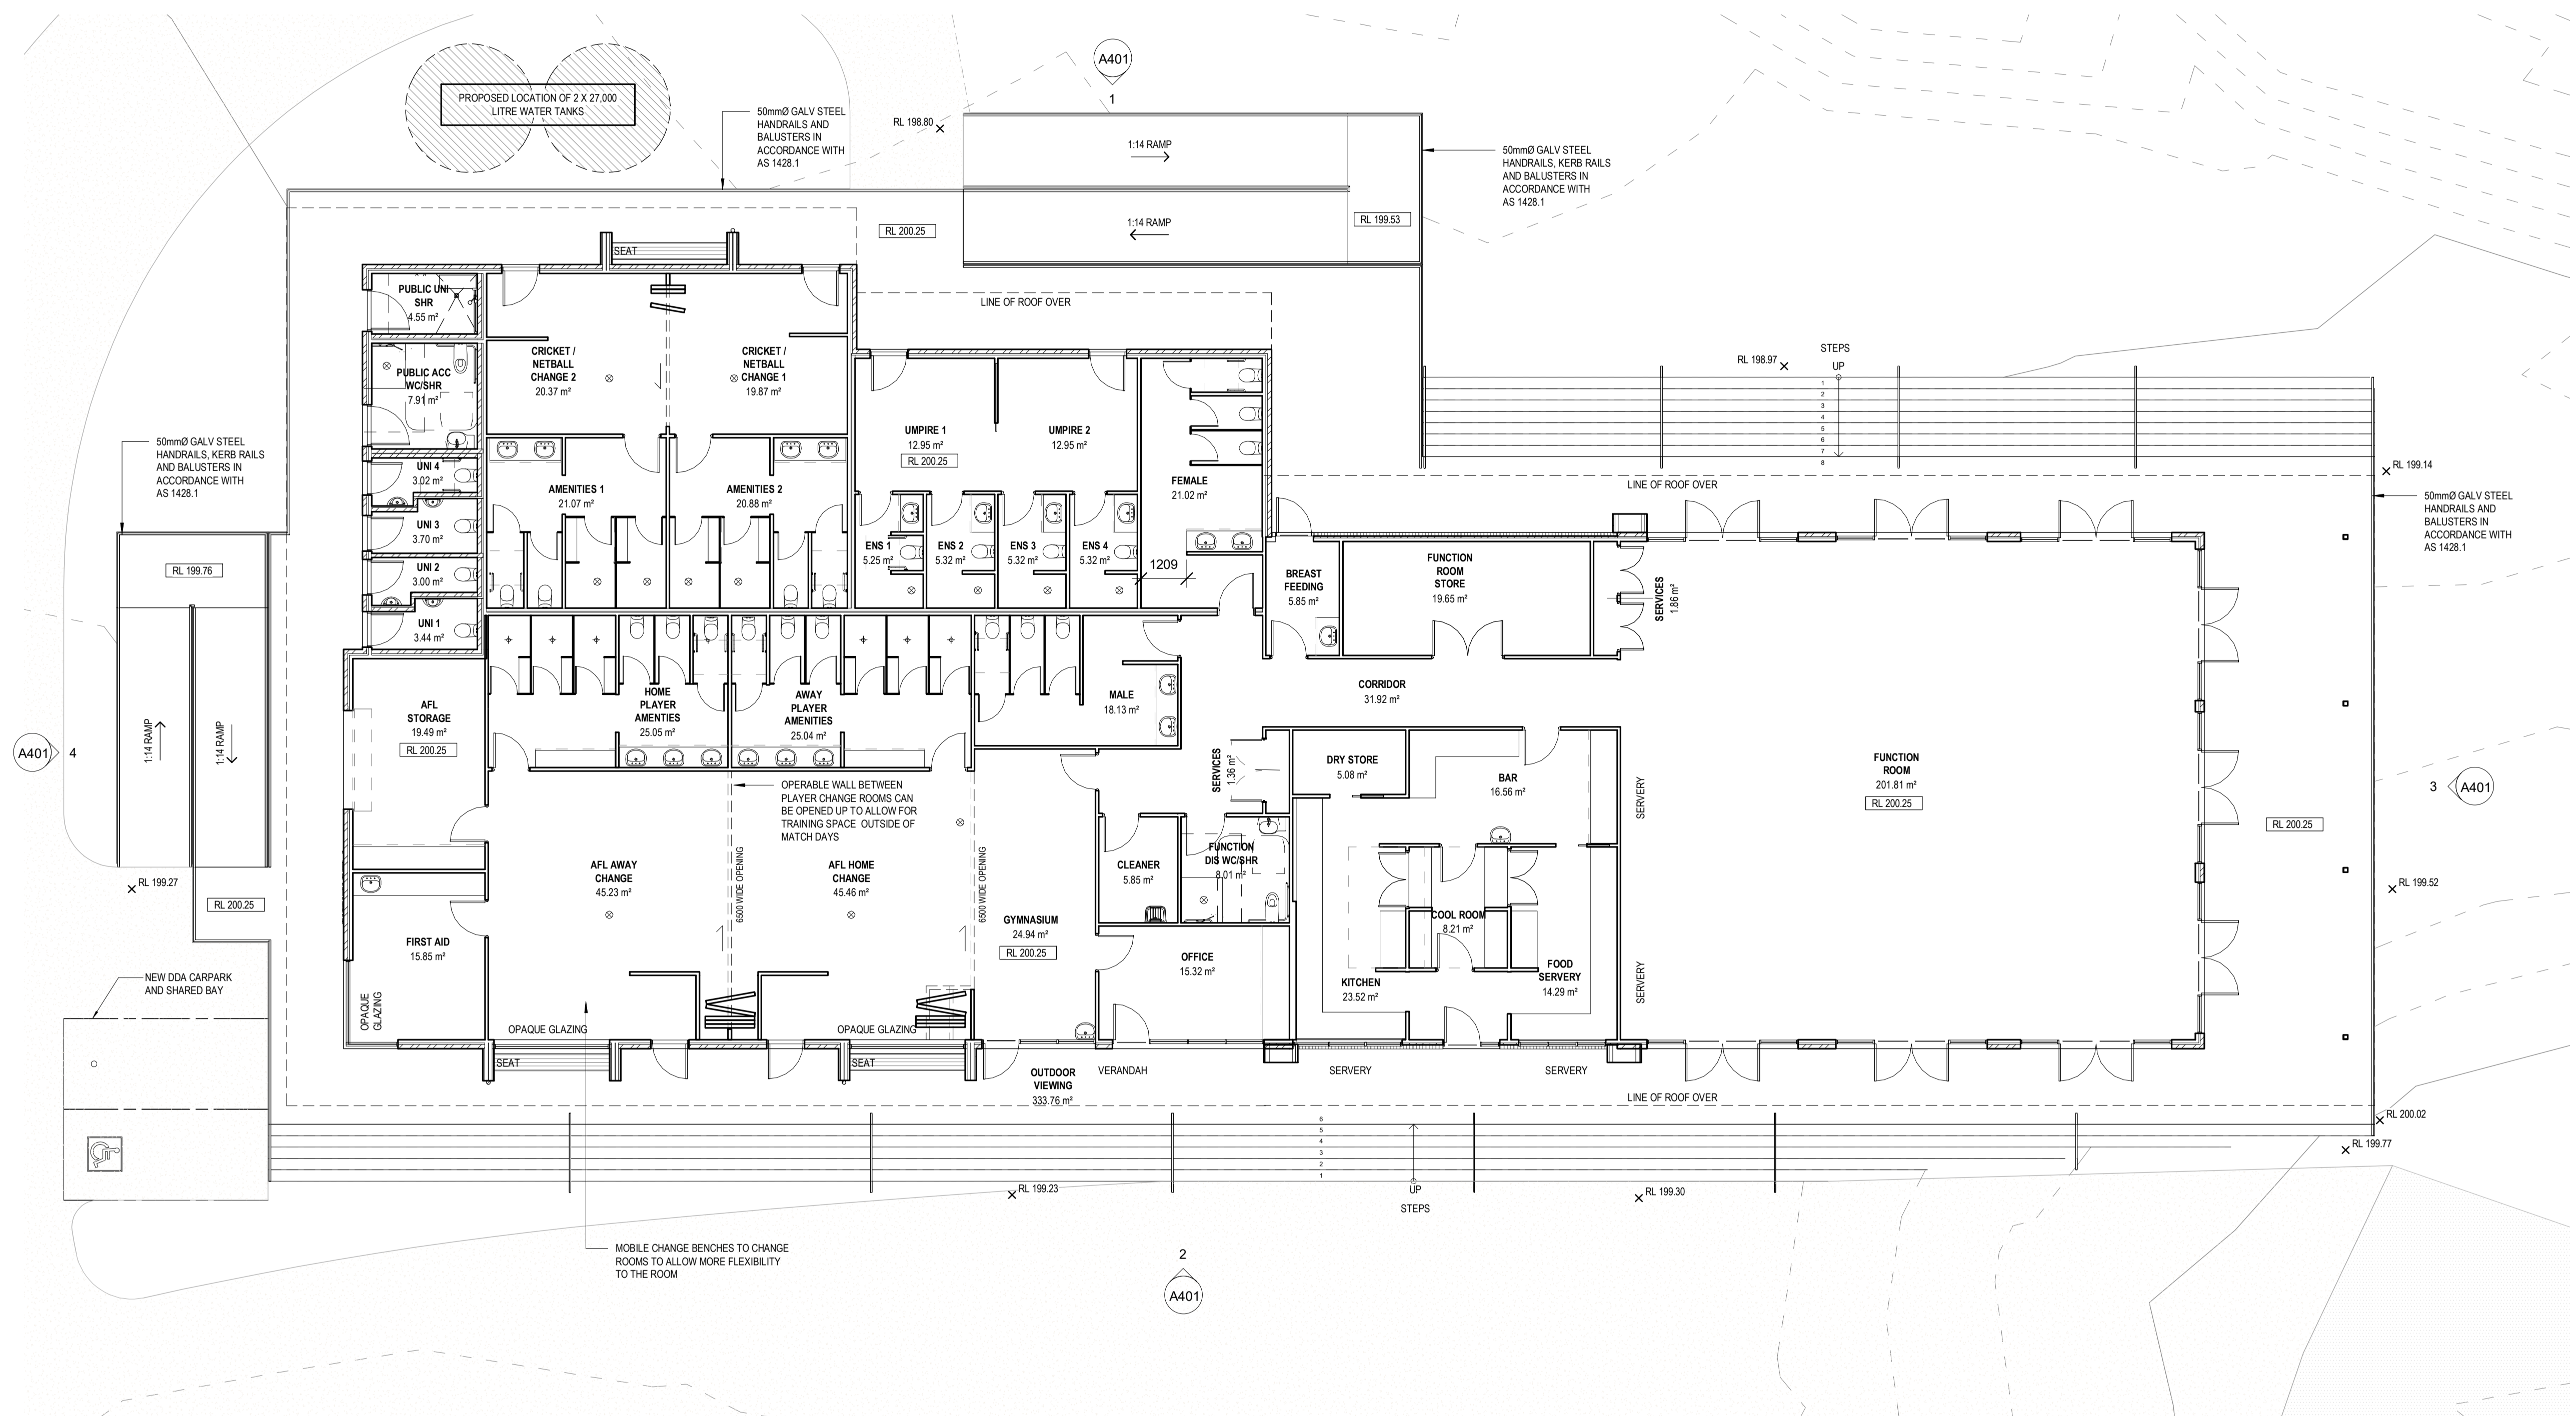 A401
1
PROPOSED LOCATION OF 2 X 27,000
LITRE WATER TANKS
50mmØ GALV STEEL
HANDRAILS AND
BALUSTERS IN
ACCORDANCE WITH
AS 1428.1
RL 198.80
1:14 RAMP
1:14 RAMP
RL 199.53
RL 200.25
50mmØ GALV STEEL
HANDRAILS, KERB RAILS
AND BALUSTERS IN
ACCORDANCE WITH
AS 1428.1
SEAT
LINE OF ROOF OVER
PUBLIC UNI
SHR
4.55 m²
PUBLIC ACC
WC/SHR
7.91 m²
CRICKET /
NETBALL
CHANGE 2
20.37 m²
CRICKET /
NETBALL
CHANGE 1
19.87 m²
UMPIRE 1
12.95 m²
RL 200.25
UMPIRE 2
12.95 m²
FEMALE
21.02 m²
RL 198.97
STEPS
UP
1
2
3
4
5
6
7
8
LINE OF ROOF OVER
RL 199.14
50mmØ GALV STEEL
HANDRAILS AND
BALUSTERS IN
ACCORDANCE WITH
AS 1428.1
50mmØ GALV STEEL
HANDRAILS, KERB RAILS
AND BALUSTERS IN
ACCORDANCE WITH
AS 1428.1
UNI 4
3.02 m²
UNI 3
3.70 m²
UNI 2
3.00 m²
UNI 1
3.44 m²
AMENITIES 1
21.07 m²
AMENITIES 2
20.88 m²
ENS 1
5.25 m²
ENS 2
5.32 m²
ENS 3
5.32 m²
ENS 4
5.32 m²
1209
BREAST
FEEDING
5.85 m²
FUNCTION
ROOM
STORE
19.65 m²
SERVICES
1.86 m²
RL 199.76
1:14 RAMP
1:14 RAMP
A401
4
RL 199.27
RL 200.25
AFL
STORAGE
19.49 m²
RL 200.25
HOME
PLAYER
AMENTIES
25.05 m²
AWAY
PLAYER
AMENITIES
25.04 m²
MALE
18.13 m²
CORRIDOR
31.92 m²
OPERABLE WALL BETWEEN
PLAYER CHANGE ROOMS CAN
BE OPENED UP TO ALLOW FOR
TRAINING SPACE OUTSIDE OF
MATCH DAYS
SERVICES
1.36 m²
DRY STORE
5.08 m²
BAR
16.56 m²
SERVERY
FUNCTION
ROOM
201.81 m²
RL 200.25
RL 200.25
3
A401
RL 199.52
AFL AWAY
CHANGE
45.23 m²
6500 WIDE OPENING
AFL HOME
CHANGE
45.46 m²
6500 WIDE OPENING
GYMNASIUM
24.94 m²
RL 200.25
CLEANER
5.85 m²
FUNCTION
DIS WC/SHR
8.01 m²
COOL ROOM
8.21 m²
FIRST AID
15.85 m²
OFFICE
15.32 m²
KITCHEN
23.52 m²
FOOD
SERVERY
14.29 m²
SERVERY
NEW DDA CARPARK
AND SHARED BAY
OPAQUE
GLAZING
OPAQUE GLAZING
OPAQUE GLAZING
SEAT
SEAT
OUTDOOR
VIEWING
333.76 m²
VERANDAH
SERVERY
SERVERY
LINE OF ROOF OVER
6
5
4
3
2
1
UP
STEPS
RL 200.02
RL 199.77
RL 199.23
RL 199.30
MOBILE CHANGE BENCHES TO CHANGE
ROOMS TO ALLOW MORE FLEXIBILITY
TO THE ROOM
2
A401